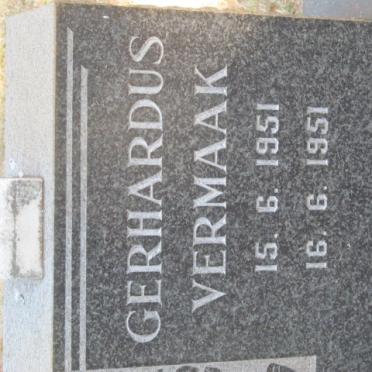 GERHARDUS
VERMAAK
15. 6. 1951
16. 6. 1951